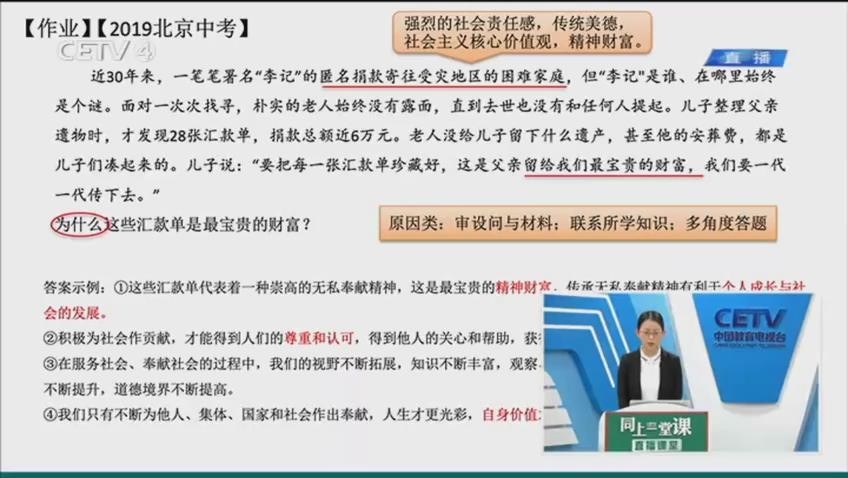 【作业】【2019北京中考】
CETV 4
强烈的社会责任感，传统美德，
社会主义核心价值观，精神财富。
直播
近30年来，一笔笔署名“李记”的匿名捐款寄往受灾地区的困难家庭，但“李记"是谁、在哪里始终
是个谜。面对一次次找寻，朴实的老人始终没有露面，直到去世也没有和任何人提起。儿子整理父亲
遗物时，才发现28张汇款单，捐款总额近6万元。老人没给儿子留下什么遗产，甚至他的安葬费，都是
儿子们凑起来的。儿子说：“要把每一张汇款单珍藏好，这是父亲留给我们最宝贵的财富，我们要一代
一代传下去。”
为什么这些汇款单是最宝贵的财富？
原因类：审设问与材料；联系所学知识；多角度答题
答案示例：①这些汇款单代表着一种崇高的无私奉献精神，这是最宝贵的精神财富。传承无私奉献精神有利于个人成长与社
会的发展。
②积极为社会作贡献，才能得到人们的尊重和认可，得到他人的关心和帮助，获
③在服务社会、奉献社会的过程中，我们的视野不断拓展，知识不断丰富，观察、
不断提升，道德境界不断提高。
④我们只有不断为他人、集体、国家和社会作出奉献，人生才更光彩，自身价值
CETV
中国教育电视台
同上一堂课
直播课堂